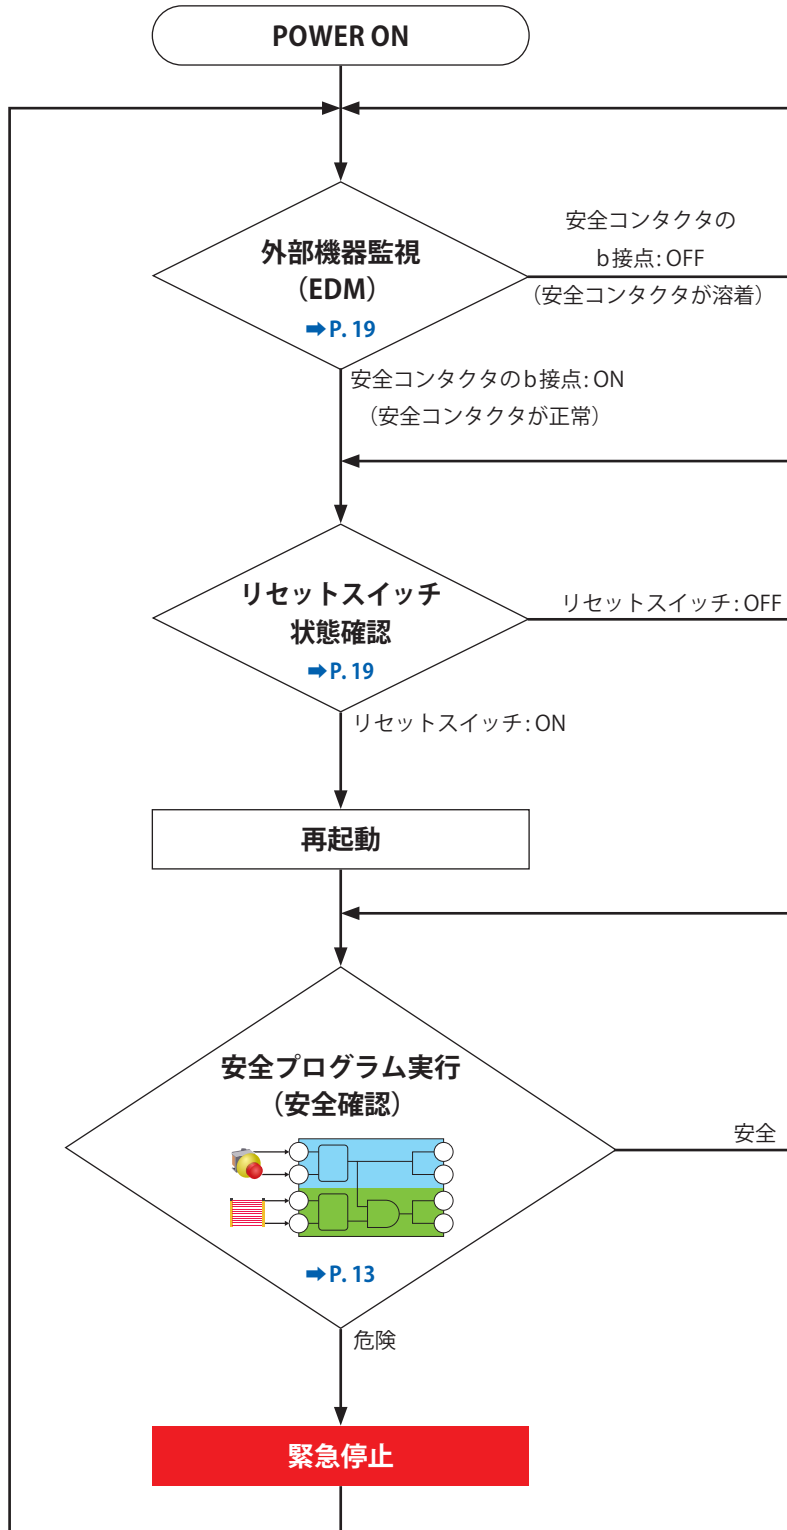 POWER ON
外部機器監視
（EDM）
➡P. 19
安全コンタクタの
b接点: OFF
（安全コンタクタが溶着）
安全コンタクタのb接点: ON
（安全コンタクタが正常）
リセットスイッチ
状態確認
➡P. 19
リセットスイッチ: OFF
リセットスイッチ: ON
再起動
安全プログラム実行
（安全確認）
➡P. 13
安全
危険
緊急停止